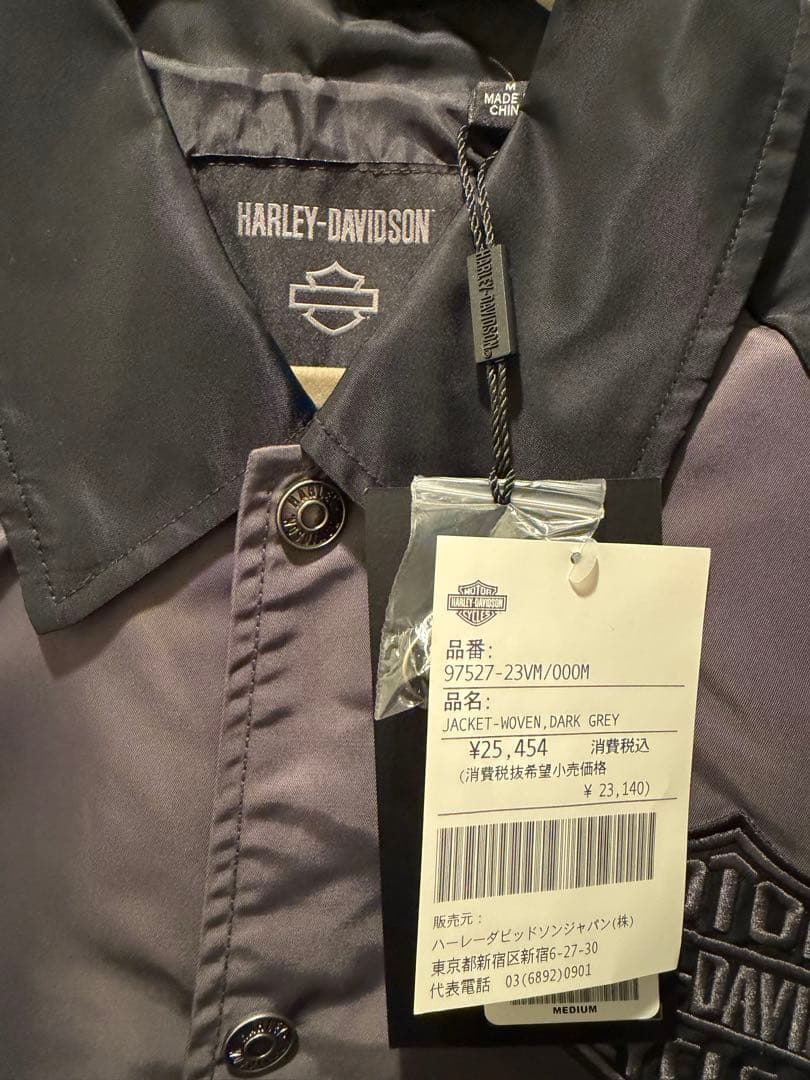 M
MADE
CHIN
HARLEY-DAVIDSON
HARLEY-DAVIDSON
MOTOR
HARLEY-DAVIDSON
CYCLES
品番:
97527-23VM/000M
品名:
JACKET-WOVEN,DARK GREY
¥25,454 消費税込
(消費税抜希望小売価格
¥ 23,140)
販売元:
ハーレーダビッドソンジャパン(株)
東京都新宿区新宿6-27-30
代表電話 03(6892)0901
MEDIUM
DAVI